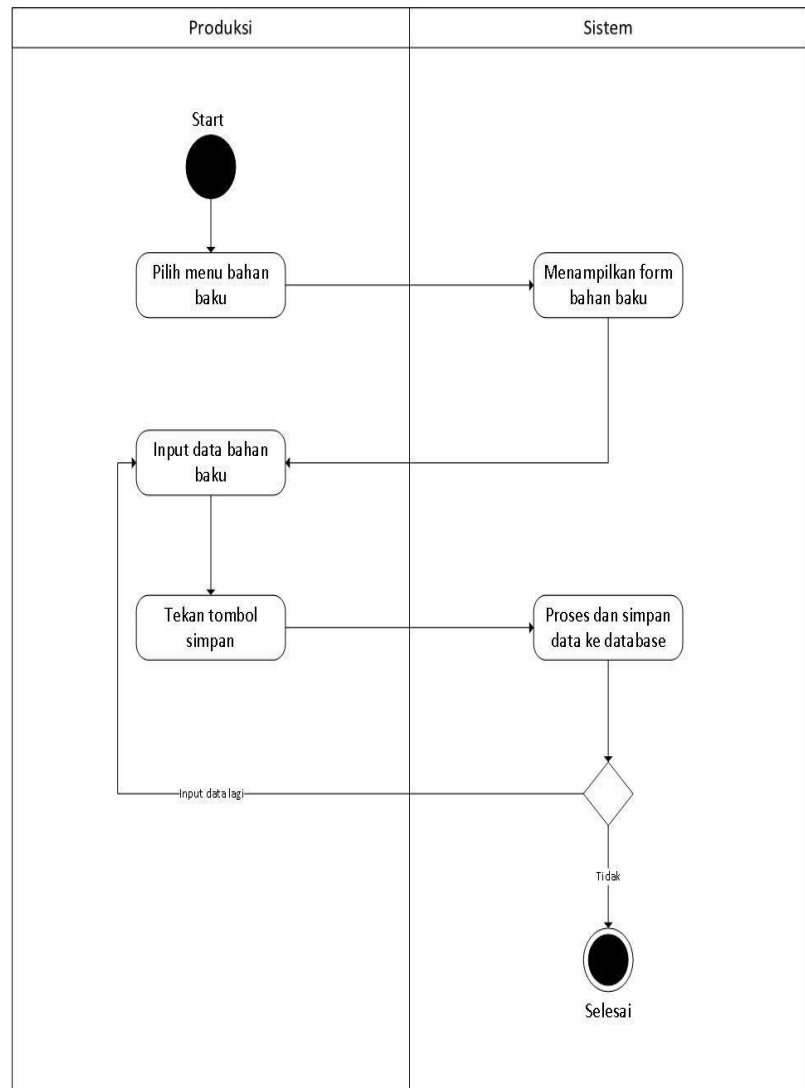 Produksi
Sistem
Start
Pilih menu bahan
baku
Menampilkan form
bahan baku
Input data bahan
baku
Tekan tombol
simpan
Proses dan simpan
data ke database
Input data lagi
Tidak
Selesai